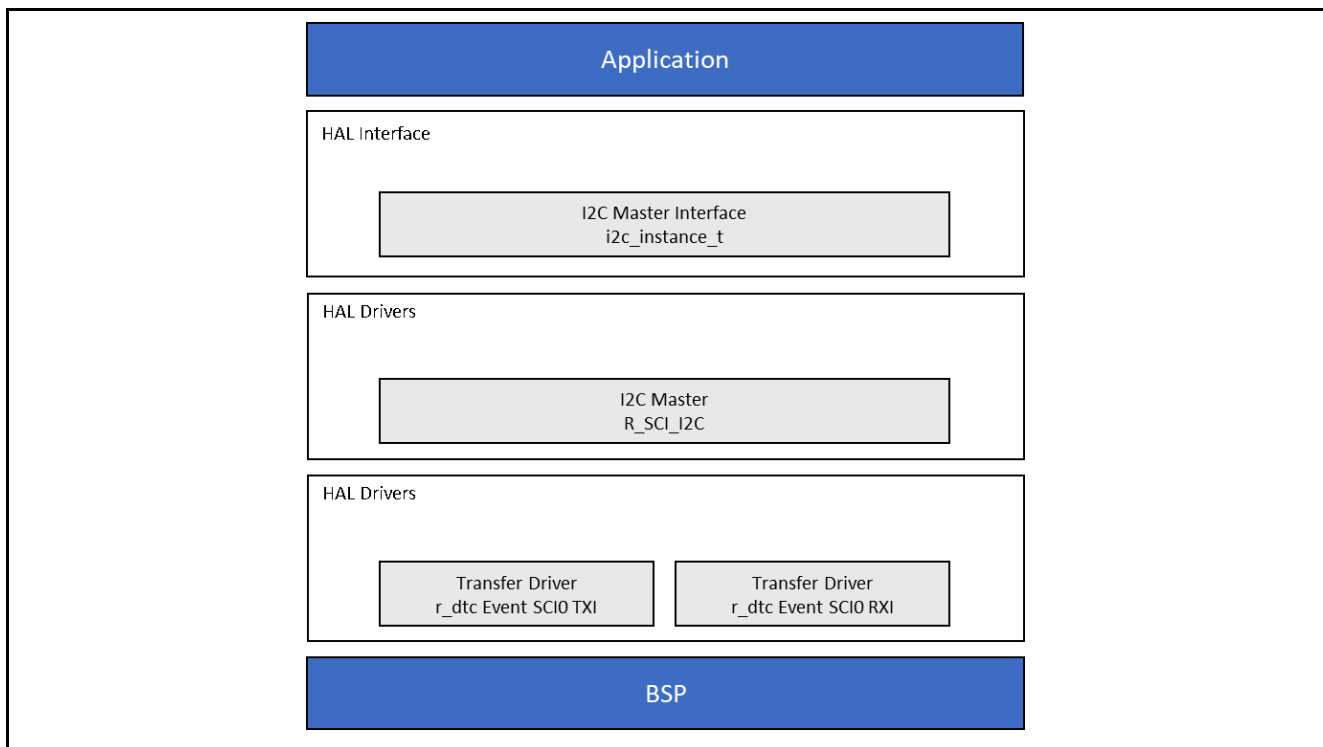 Application
HAL Interface
I2C Master Interface
i2c_instance_t
HAL Drivers
I2C Master
R_SCI_I2C
HAL Drivers
Transfer Driver
r_dtc Event SCI0 TXI
Transfer Driver
r_dtc Event SCI0 RXI
BSP